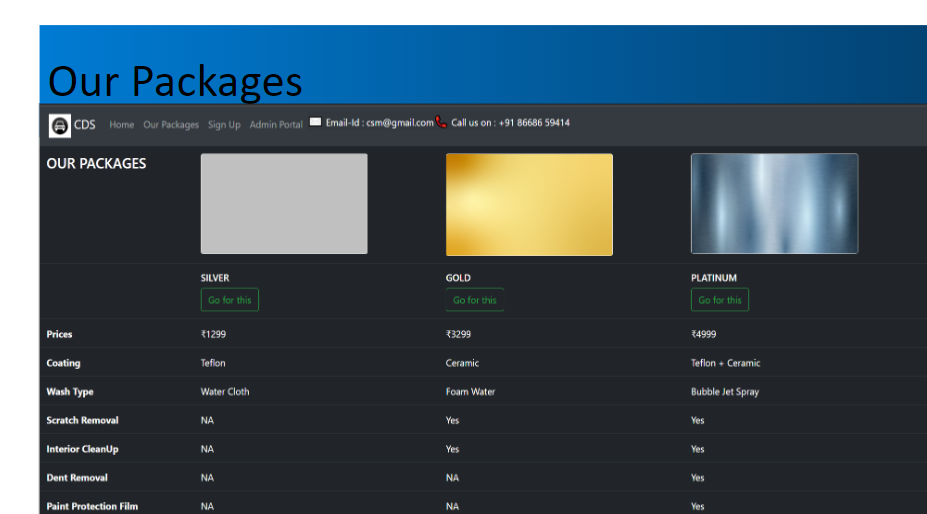 Our Packages
CDS Home Our Packages Sign Up Admin Portal Email-Id : csm@gmail.com Call us on : +91 86686 59414
OUR PACKAGES
SILVER GOLD PLATINUM
Go for this Go for this Go for this
Prices ₹1299 ₹3299 ₹4999
Coating Teflon Ceramic Teflon + Ceramic
Wash Type Water Cloth Foam Water Bubble Jet Spray
Scratch Removal NA Yes Yes
Interior CleanUp NA Yes Yes
Dent Removal NA NA Yes
Paint Protection Film NA NA Yes